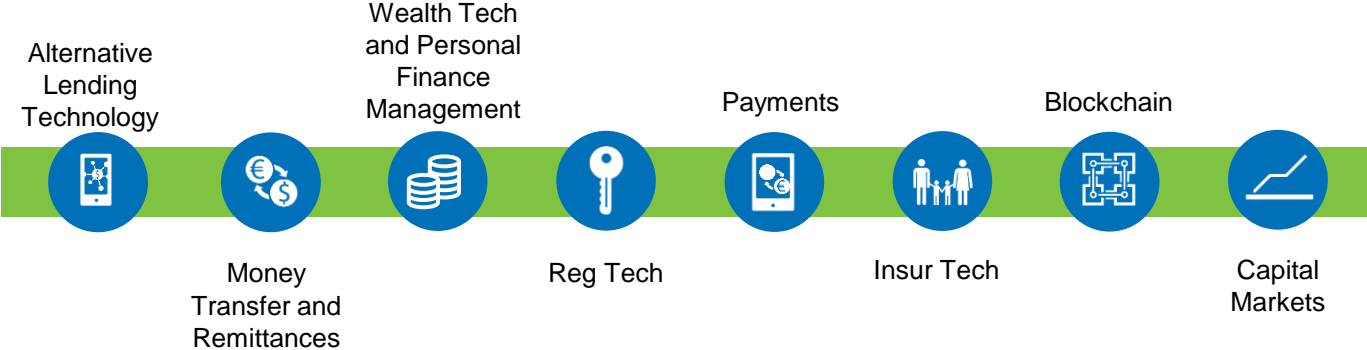 Alternative
Lending
Technology
Money
Transfer and
Remittances
Wealth Tech
and Personal
Finance
Management
Reg Tech
Payments
Insur Tech
Blockchain
Capital
Markets